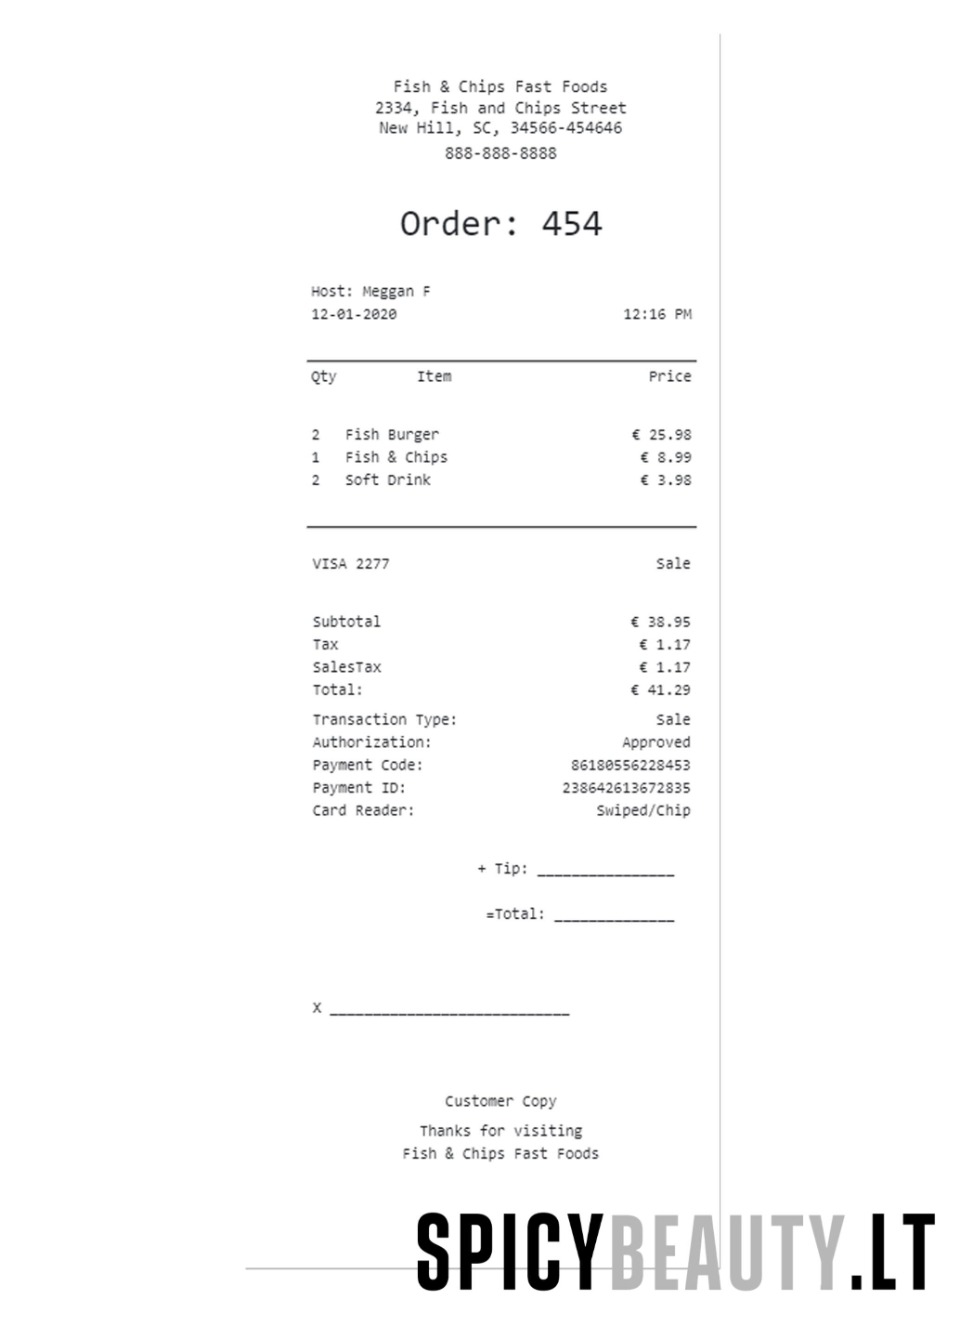 Fish & Chips Fast Foods
2334, Fish and Chips Street
New Hill, SC, 34566-454646
888-888-8888
Order: 454
Host: Meggan F
12-01-2020 12:16 PM
Qty Item Price
2 Fish Burger € 25.98
1 Fish & Chips € 8.99
2 Soft Drink € 3.98
VISA 2277 Sale
Subtotal € 38.95
Tax € 1.17
SalesTax € 1.17
Total: € 41.29
Transaction Type: Sale
Authorization: Approved
Payment Code: 86180556228453
Payment ID: 238642613672835
Card Reader: Swiped/Chip
+ Tip: ________________
=Total: ______________
X ____________________________
Customer Copy
Thanks for visiting
Fish & Chips Fast Foods
SPICYBEAUTY.LT